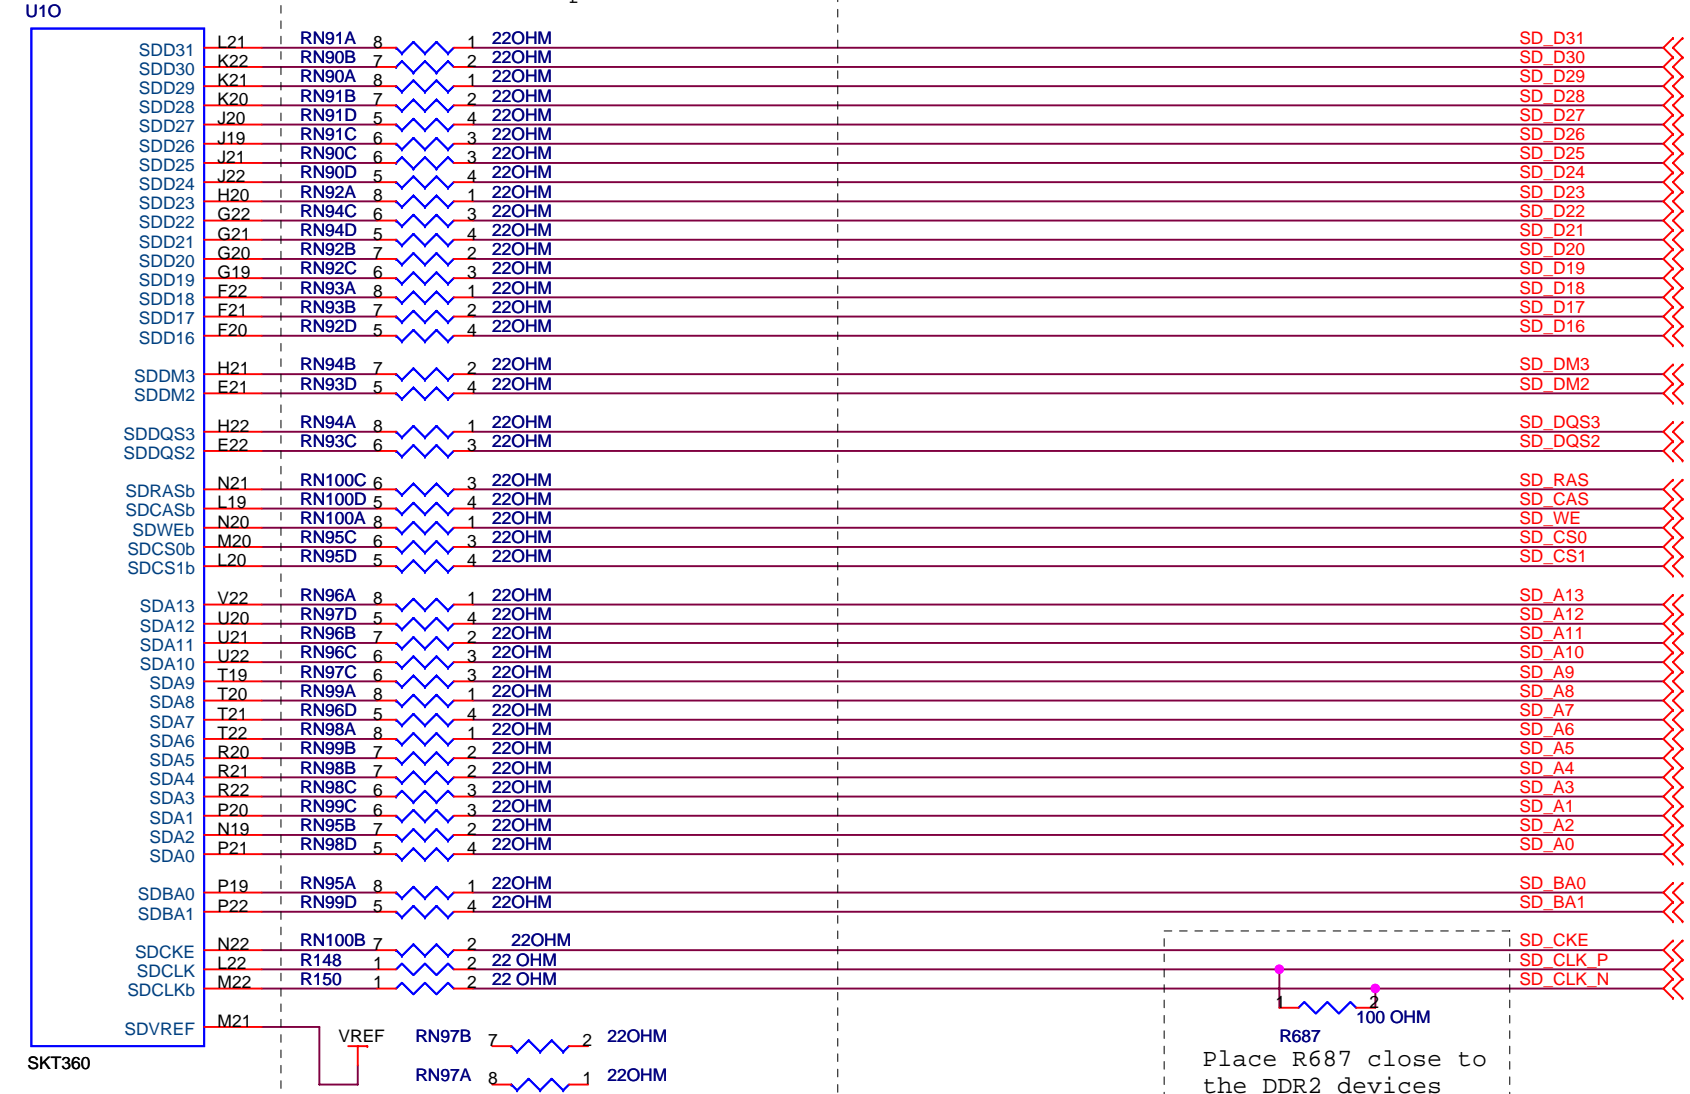 U1O
SDD31 L21 RN91A 8 1 22OHM SD_D31
SDD30 K22 RN90B 7 2 22OHM SD_D30
SDD29 K21 RN90A 8 1 22OHM SD_D29
SDD28 K20 RN91B 7 2 22OHM SD_D28
SDD27 J20 RN91D 5 4 22OHM SD_D27
SDD26 J19 RN91C 6 3 22OHM SD_D26
SDD25 J21 RN90C 6 3 22OHM SD_D25
SDD24 J22 RN90D 5 4 22OHM SD_D24
SDD23 H20 RN92A 8 1 22OHM SD_D23
SDD22 G22 RN94C 6 3 22OHM SD_D22
SDD21 G21 RN94D 5 4 22OHM SD_D21
SDD20 G20 RN92B 7 2 22OHM SD_D20
SDD19 G19 RN92C 6 3 22OHM SD_D19
SDD18 F22 RN93A 8 1 22OHM SD_D18
SDD17 F21 RN93B 7 2 22OHM SD_D17
SDD16 F20 RN92D 5 4 22OHM SD_D16
SDDM3 H21 RN94B 7 2 22OHM SD_DM3
SDDM2 E21 RN93D 5 4 22OHM SD_DM2
SDDQS3 H22 RN94A 8 1 22OHM SD_DQS3
SDDQS2 E22 RN93C 6 3 22OHM SD_DQS2
SDRASb N21 RN100C 6 3 22OHM SD_RAS
SDCASb L19 RN100D 5 4 22OHM SD_CAS
SDWEb N20 RN100A 8 1 22OHM SD_WE
SDCS0b M20 RN95C 6 3 22OHM SD_CS0
SDCS1b L20 RN95D 5 4 22OHM SD_CS1
SDA13 V22 RN96A 8 1 22OHM SD_A13
SDA12 U20 RN97D 5 4 22OHM SD_A12
SDA11 U21 RN96B 7 2 22OHM SD_A11
SDA10 U22 RN96C 6 3 22OHM SD_A10
SDA9 T19 RN97C 6 3 22OHM SD_A9
SDA8 T20 RN99A 8 1 22OHM SD_A8
SDA7 T21 RN96D 5 4 22OHM SD_A7
SDA6 T22 RN98A 8 1 22OHM SD_A6
SDA5 R20 RN99B 7 2 22OHM SD_A5
SDA4 R21 RN98B 7 2 22OHM SD_A4
SDA3 R22 RN98C 6 3 22OHM SD_A3
SDA1 P20 RN99C 6 3 22OHM SD_A1
SDA2 N19 RN95B 7 2 22OHM SD_A2
SDA0 P21 RN98D 5 4 22OHM SD_A0
SDBA0 P19 RN95A 8 1 22OHM SD_BA0
SDBA1 P22 RN99D 5 4 22OHM SD_BA1
SDCKE N22 RN100B 7 2 22OHM SD_CKE
SDCLK L22 R148 1 2 22 OHM SD_CLK_P
SDCLKb M22 R150 1 2 22 OHM SD_CLK_N
1 2
100 OHM
SDVREF M21
VREF RN97B 7 2 22OHM R687
SKT360
Place R687 close to
RN97A 8 1 22OHM
the DDR2 devices